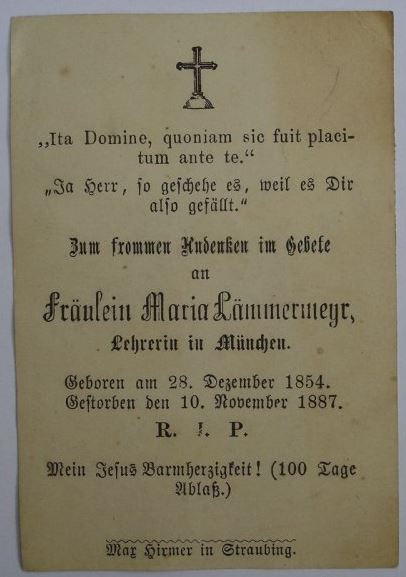 „Ita Domine, quoniam sic fuit placi-
tum ante te.“
„Ja Herr, so geschehe es, weil es Dir
also gefällt.“
Zum frommen Andenken im Gebete
an
Fräulein Maria Lämmermeyr,
Lehrerin in München.
Geboren am 28. Dezember 1854.
Gestorben den 10. November 1887.
R. I. P.
Mein Jesus Barmherzigkeit! (100 Tage
Ablaß.)
Max Hirmer in Straubing.